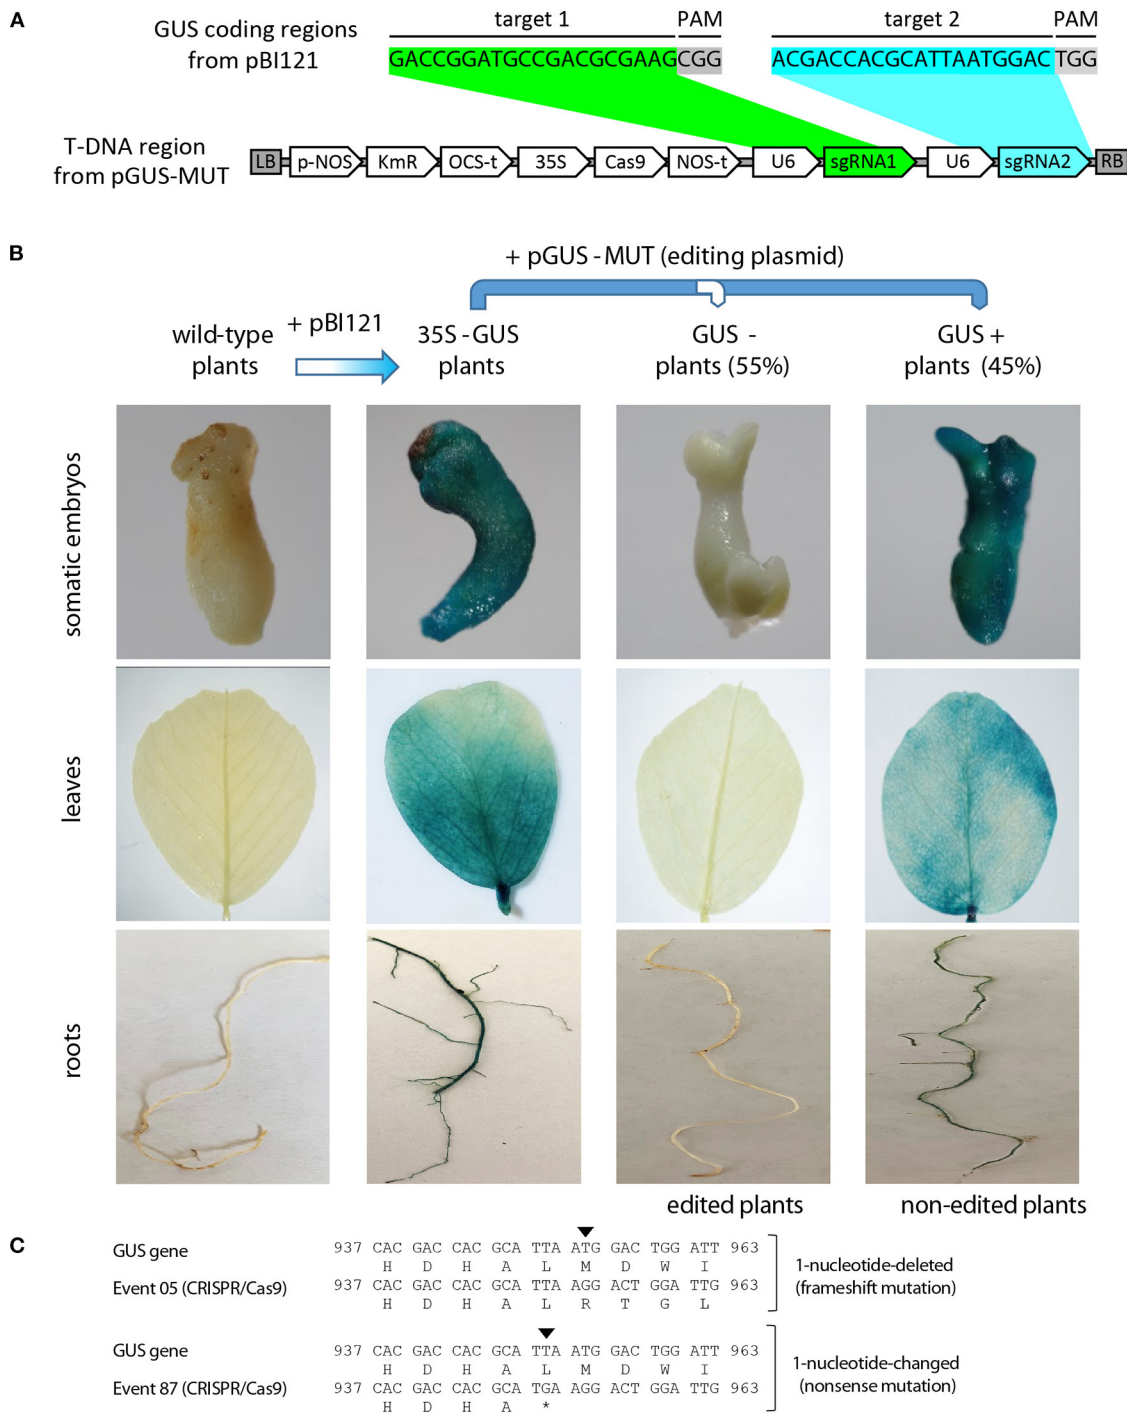 A
GUS coding regions
from pBI121
target 1
PAM
target 2
PAM
GACCGGATGCCGACGCGAAGCGG
ACGACCACGCATTAATGGACTGG
T-DNA region
from pGUS-MUT
LB p-NOS KmR OCS-t 35S Cas9 NOS-t U6 sgRNA1 U6 sgRNA2 RB
B
+ pGUS-MUT (editing plasmid)
wild-type
plants
+ pBI121
35S-GUS
plants
GUS -
plants (55%)
GUS +
plants (45%)
somatic embryos
leaves
roots
edited plants
non-edited plants
C
GUS gene 937 CAC GAC CAC GCA TTA ATG GAC TGG ATT 963
H D H A L M D W I
Event 05 (CRISPR/Cas9) 937 CAC GAC CAC GCA TTA AGG ACT GGA TTG 963
H D H A L R T G L
1-nucleotide-deleted
(frameshift mutation)
GUS gene 937 CAC GAC CAC GCA TTA ATG GAC TGG ATT 963
H D H A L M D W I
Event 87 (CRISPR/Cas9) 937 CAC GAC CAC GCA TGA AGG ACT GGA TTG 963
H D H A *
1-nucleotide-changed
(nonsense mutation)